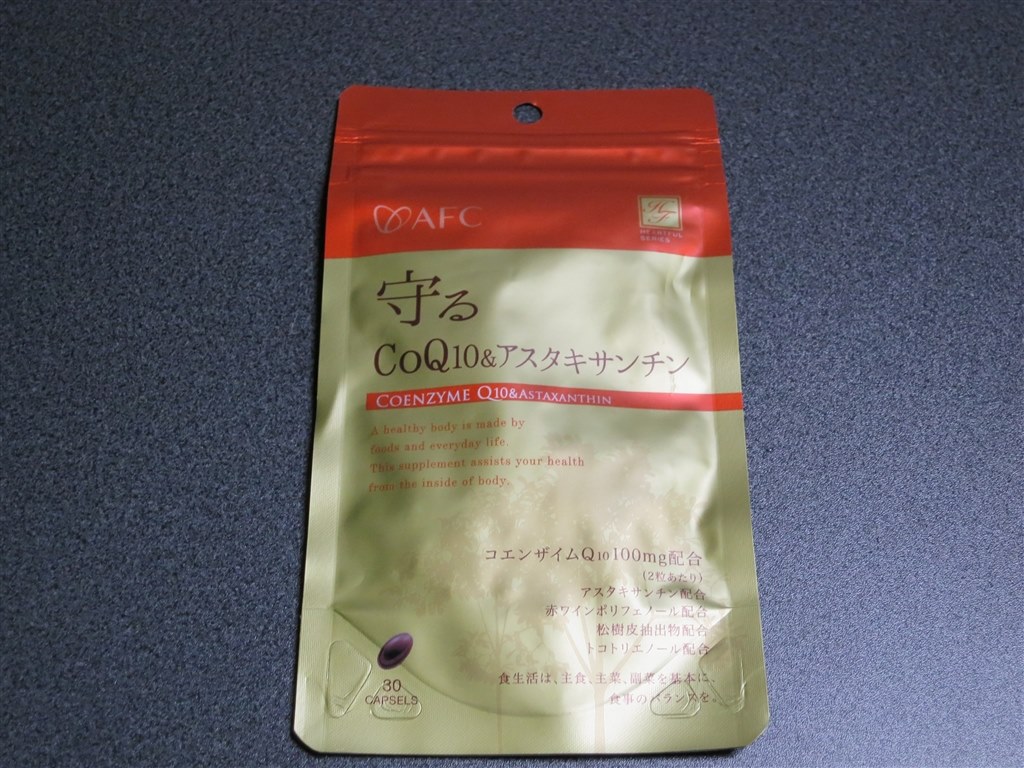 AFC
HF
HEARTFUL
SERIES
守る
CoQ10&アスタキサンチン
COENZYME Q10&ASTAXANTHIN
A healthy body is made by
foods and everyday life.
This supplement assists your health
from the inside of body.
コエンザイムQ10 100mg配合
(2粒あたり)
アスタキサンチン配合
赤ワインポリフェノール配合
松樹皮抽出物配合
トコトリエノール配合
30
CAPSELS
食生活は、主食、主菜、副菜を基本に、
食事のバランスを。